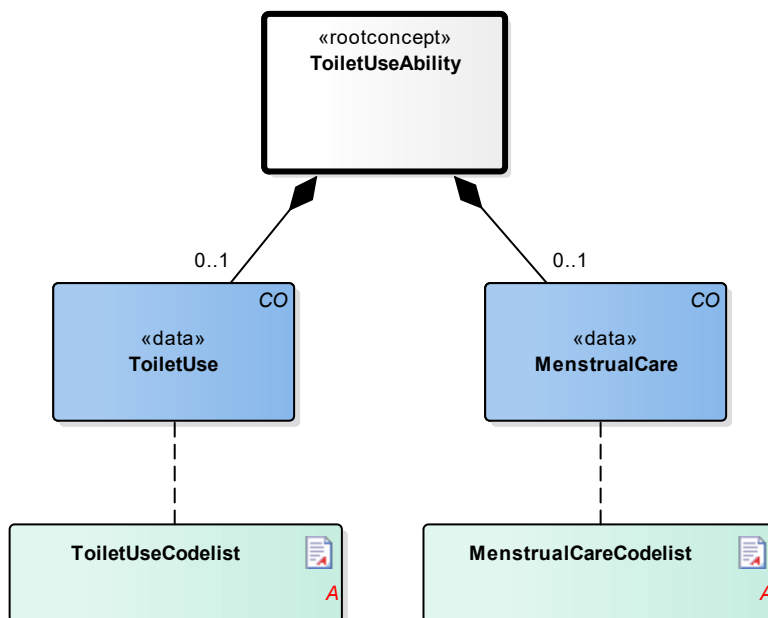 «rootconcept»
ToiletUseAbility
0..1
0..1
CO
CO
«data»
ToiletUse
«data»
MenstrualCare
ToiletUseCodelist
MenstrualCareCodelist
A
A